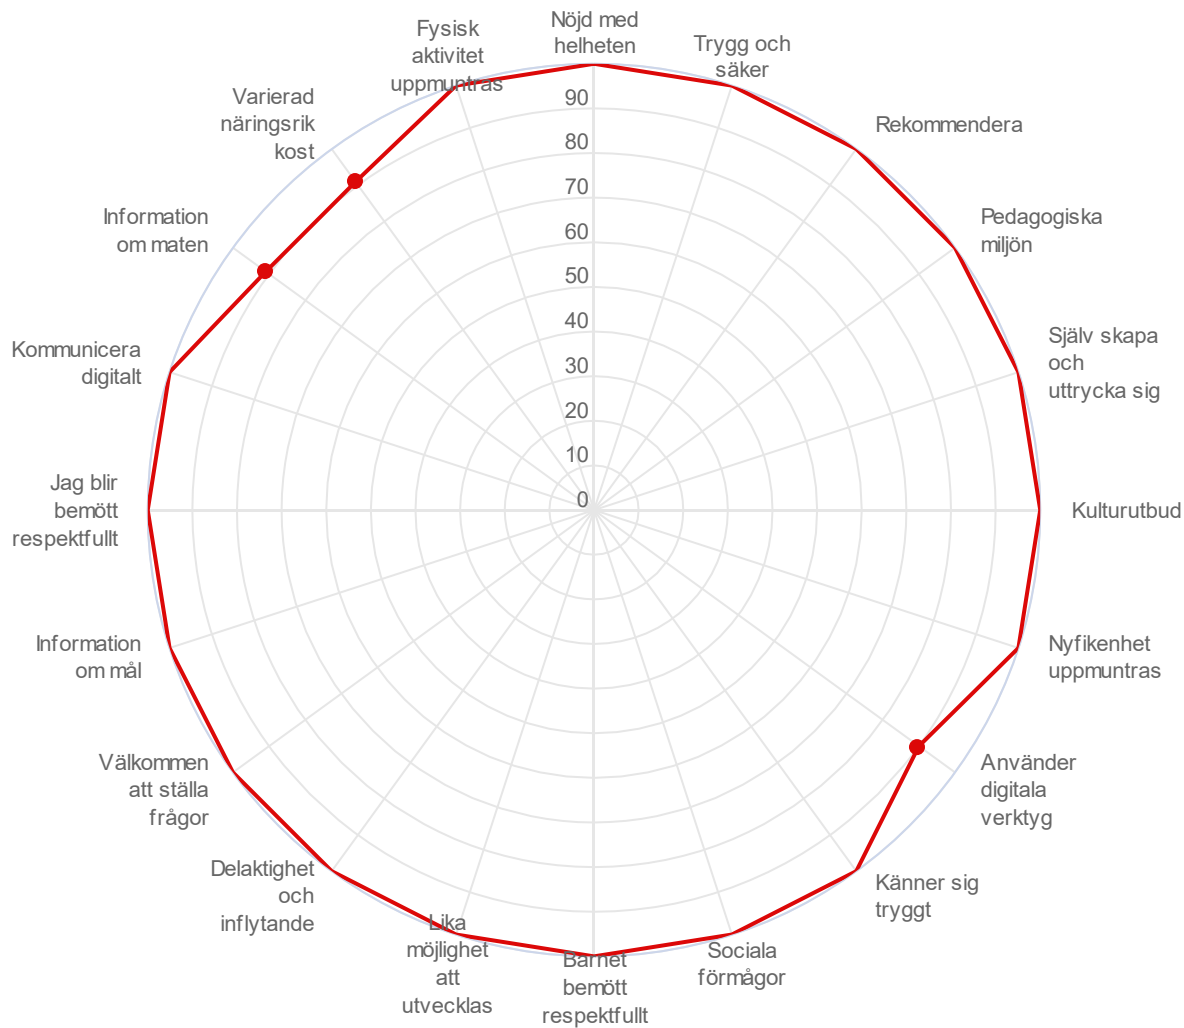 Nöjd med
helheten
Trygg och
säker
Rekommendera
Pedagogiska
miljön
Själv skapa
och
uttrycka sig
Kulturutbud
Nyfikenhet
uppmuntras
Använder
digitala
verktyg
Känner sig
tryggt
Sociala
förmågor
Barnet
bemött
respektfullt
Lika
möjlighet
att
utvecklas
Delaktighet
och
inflytande
Välkommen
att ställa
frågor
Information
om mål
Jag blir
bemött
respektfullt
Kommunicera
digitalt
Information
om maten
Varierad
näringsrik
kost
Fysisk
aktivitet
uppmuntras
90
80
70
60
50
40
30
20
10
0